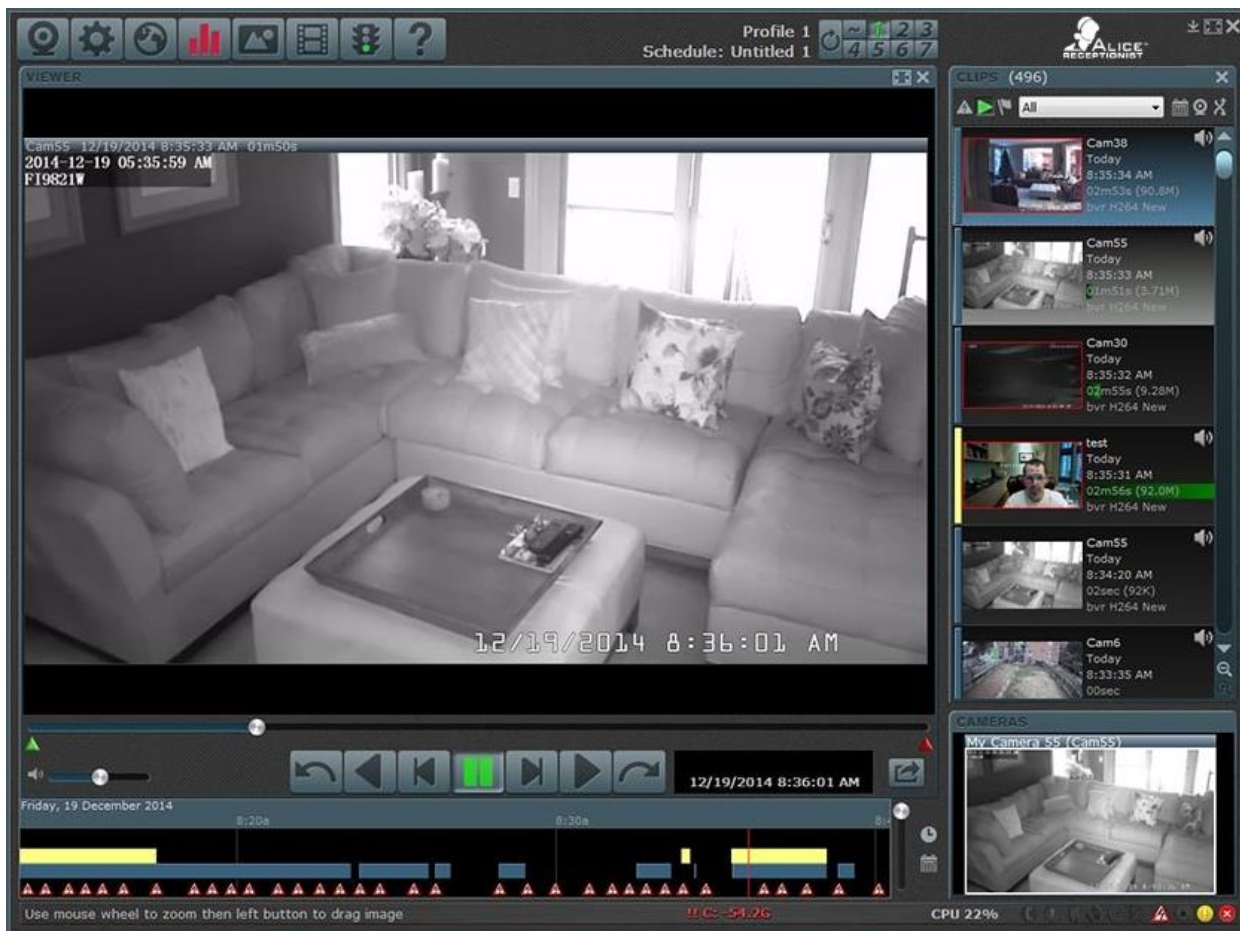 Profile 1
Schedule: Untitled 1
~ 1 2 3
4 5 6 7
?
ALICE
RECEPTIONIST
VIEWER
Cam55 12/19/2014 8:35:33 AM 01m50s
2014-12-19 05:35:59 AM
FI9821W
12/19/2014 8:36:01 AM
12/19/2014 8:36:01 AM
Friday, 19 December 2014
8:20a
8:30a
Use mouse wheel to zoom then left button to drag image
!! C: -54.2G
CPU 22%
CLIPS (496)
All
Cam38
Today
8:35:34 AM
02m53s (90.8M)
bvr H264 New
Cam55
Today
8:35:33 AM
01m51s (3.71M)
bvr H264 New
Cam30
Today
8:35:32 AM
02m55s (9.28M)
bvr H264 New
test
Today
8:35:31 AM
02m56s (92.0M)
bvr H264 New
Cam55
Today
8:34:20 AM
02sec (92K)
bvr H264 New
Cam6
Today
8:33:35 AM
00sec
CAMERAS
My Camera 55 (Cam55)